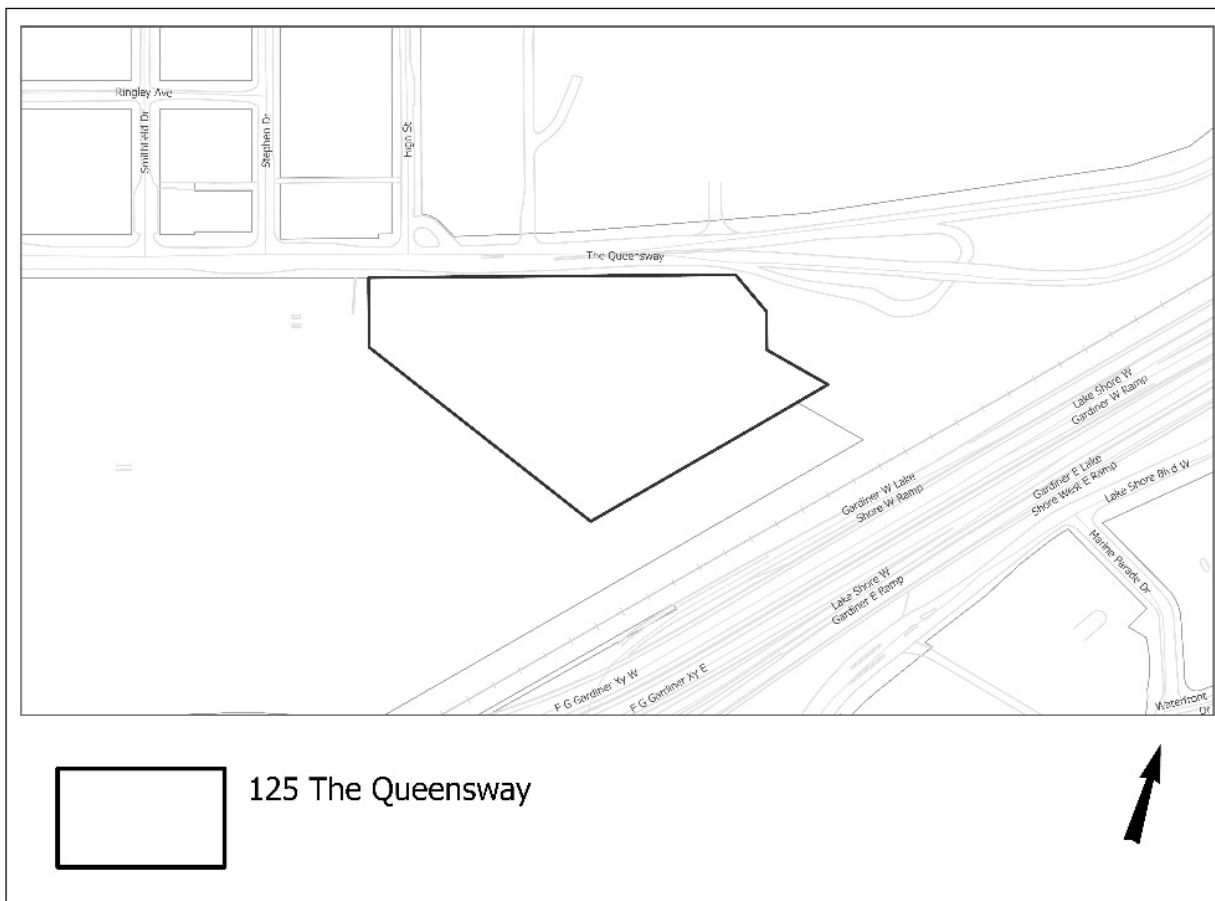 Ringley Ave
Smithfield Dr
Stephen Dr
High St
The Queensway
Lake Shore W
Gardiner W Ramp
Gardiner W Lake
Shore W Ramp
Gardiner E Lake
Shore West E Ramp
Lake Shore Blvd W
Marine Parade Dr
Lake Shore W
Gardiner E Ramp
F G Gardiner Xy W
F G Gardiner Xy E
Waterfront
Dr
125 The Queensway